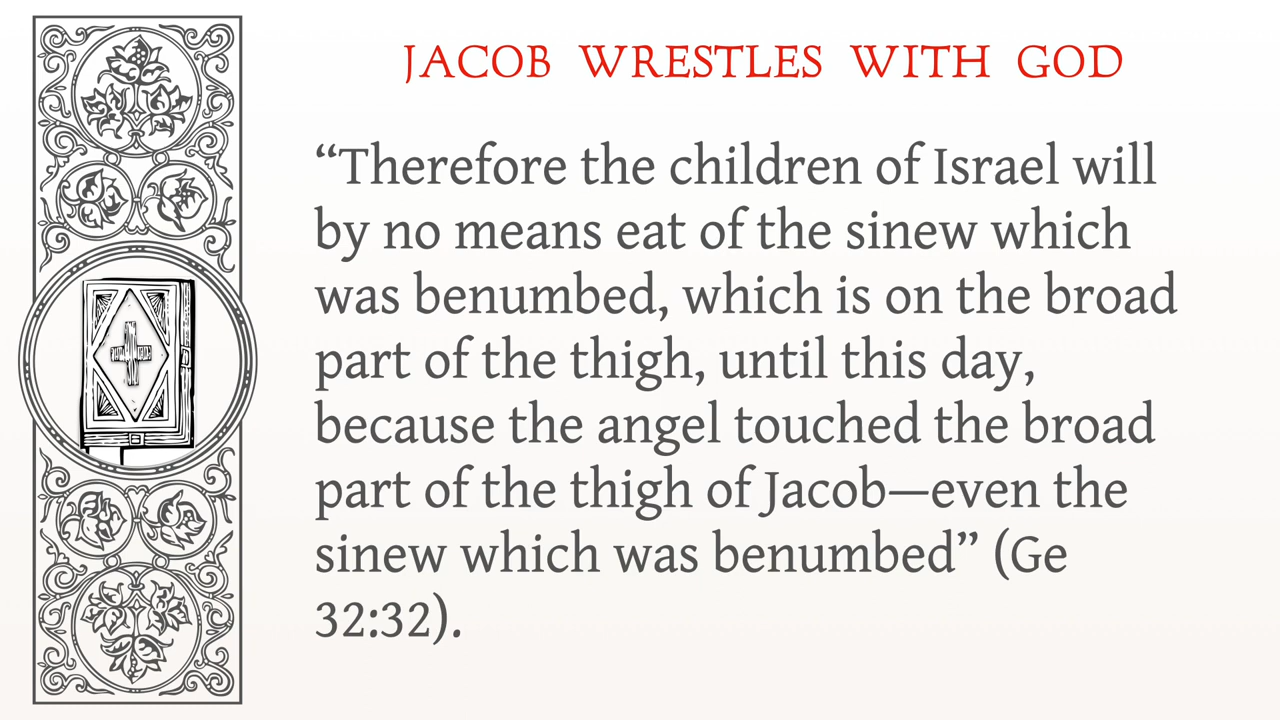 JACOB WRESTLES WITH GOD
“Therefore the children of Israel will
by no means eat of the sinew which
was benumbed, which is on the broad
part of the thigh, until this day,
because the angel touched the broad
part of the thigh of Jacob—even the
sinew which was benumbed” (Ge
32:32).